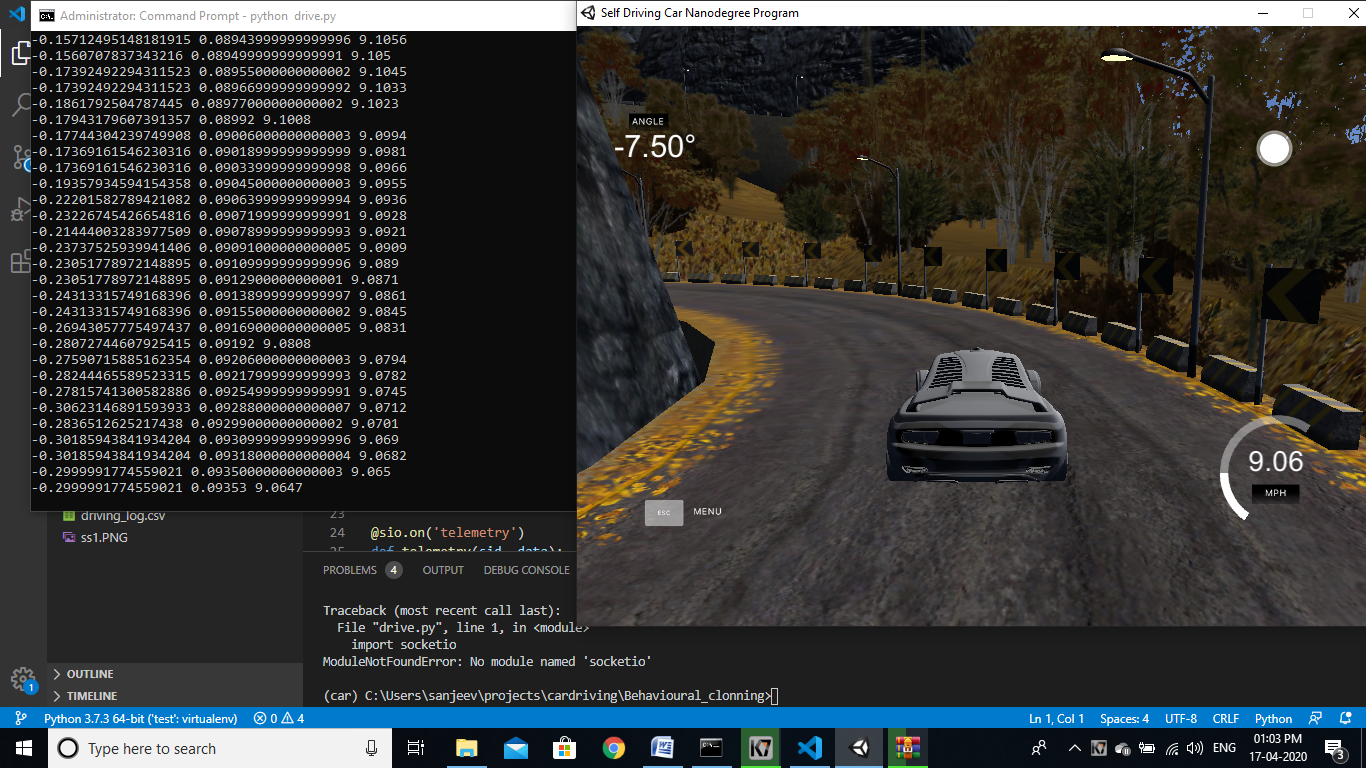 Administrator: Command Prompt - python  drive.py
-0.15712495148181915 0.08943999999999996 9.1056
-0.1560707837343216 0.089499999999999991 9.105
-0.17392492294311523 0.08955000000000002 9.1045
-0.17392492294311523 0.08966999999999992 9.1033
-0.1861792504787445 0.08977000000000002 9.1023
-0.17943179607391357 0.08992 9.1008
-0.17744304239749908 0.09006000000000003 9.0994
-0.17369161546230316 0.09018999999999999 9.0981
-0.17369161546230316 0.09033999999999998 9.0966
-0.19357934594154358 0.09045000000000003 9.0955
-0.22201582789421082 0.09063999999999994 9.0936
-0.23226745426654816 0.09071999999999991 9.0928
-0.21444003283977509 0.09078999999999993 9.0921
-0.23737525939941406 0.09091000000000005 9.0909
-0.23051778972148895 0.09109999999999996 9.089
-0.23051778972148895 0.0912900000000001 9.0871
-0.24313315749168396 0.09138999999999997 9.0861
-0.24313315749168396 0.09155000000000002 9.0845
-0.26943057775497437 0.09169000000000005 9.0831
-0.28072744607925415 0.09192 9.0808
-0.27590715885162354 0.09206000000000003 9.0794
-0.28244465589523315 0.09217999999999993 9.0782
-0.27815741300582886 0.09254999999999991 9.0745
-0.30623146891593933 0.09288000000000007 9.0712
-0.2836512625217438 0.09299000000000002 9.0701
-0.30185943841934204 0.09309999999999996 9.069
-0.30185943841934204 0.09318000000000004 9.0682
-0.2999991774559021 0.09350000000000003 9.065
-0.2999991774559021 0.09353 9.0647
Self Driving Car Nanodegree Program
ANGLE
-7.50°
9.06
MPH
ESC MENU
driving_log.csv
ss1.PNG
OUTLINE
TIMELINE
23
24 @sio.on('telemetry')
25 def telemetry(sid, data):
PROBLEMS 4 OUTPUT DEBUG CONSOLE
Traceback (most recent call last):
File "drive.py", line 1, in <module>
import socketio
ModuleNotFoundError: No module named 'socketio'
(car) C:\Users\sanjeev\projects\cardriving\Behavioural_clonning>
1
Python 3.7.3 64-bit ('test': virtualenv) 0 4 Ln 1, Col 1 Spaces: 4 UTF-8 CRLF Python
Type here to search
ENG
01:03 PM
17-04-2020
3